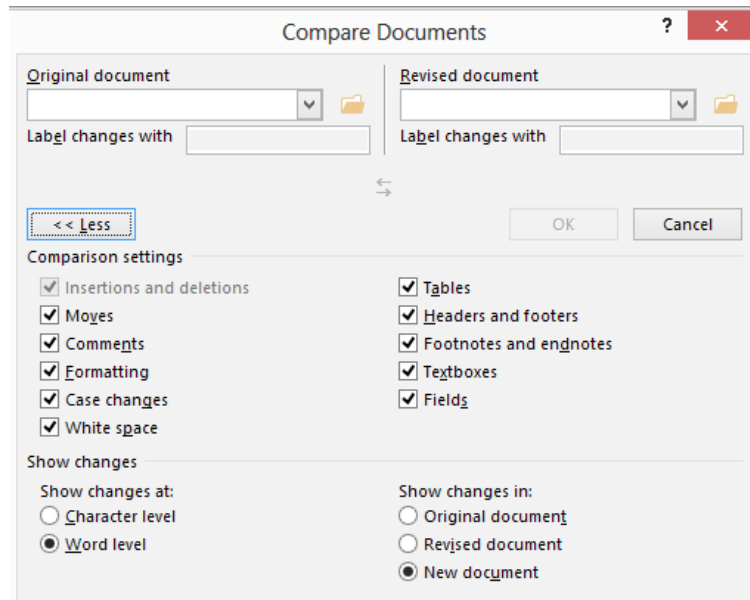 Compare Documents
?
Original document
Revised document
Label changes with
Label changes with
<< Less
OK
Cancel
Comparison settings
Insertions and deletions
Tables
Moves
Headers and footers
Comments
Footnotes and endnotes
Formatting
Textboxes
Case changes
Fields
White space
Show changes
Show changes at:
Show changes in:
Character level
Original document
Word level
Revised document
New document